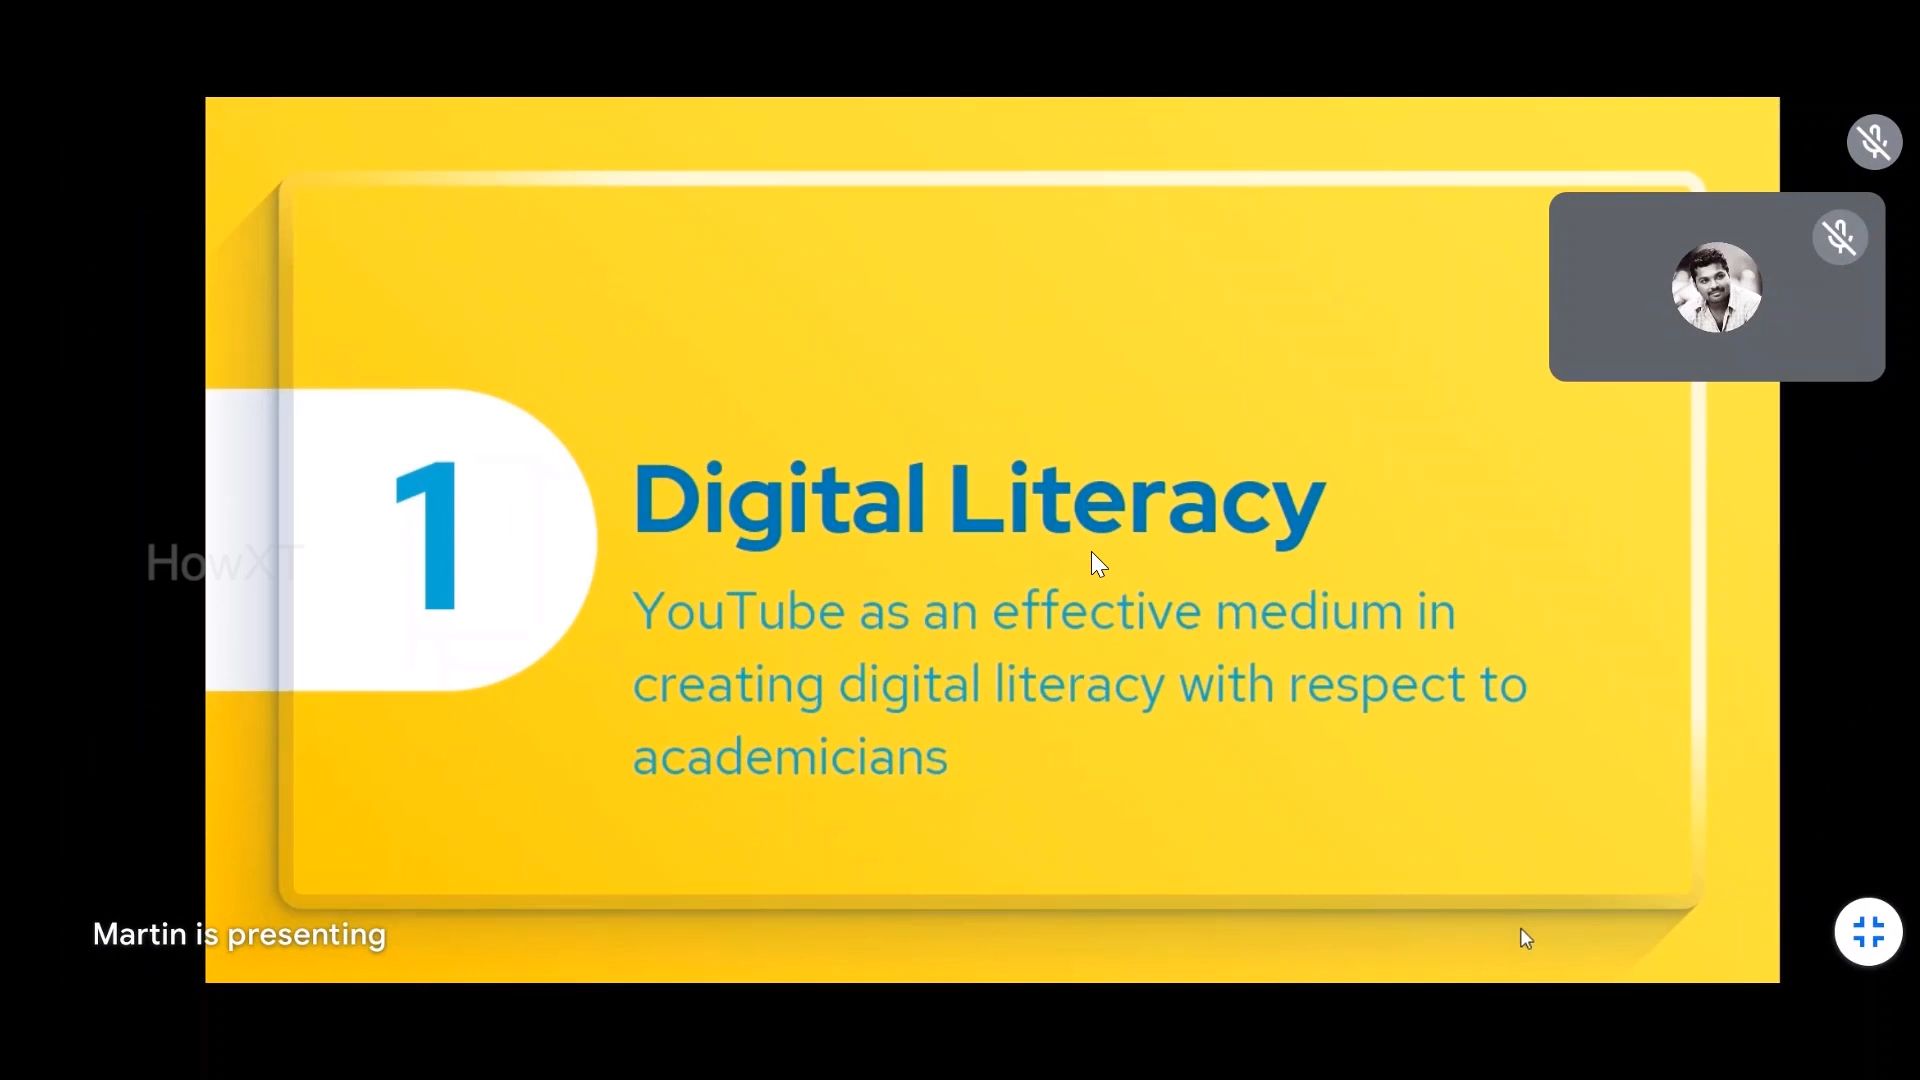 1
Digital Literacy
YouTube as an effective medium in
creating digital literacy with respect to
academicians
HowXT
Martin is presenting